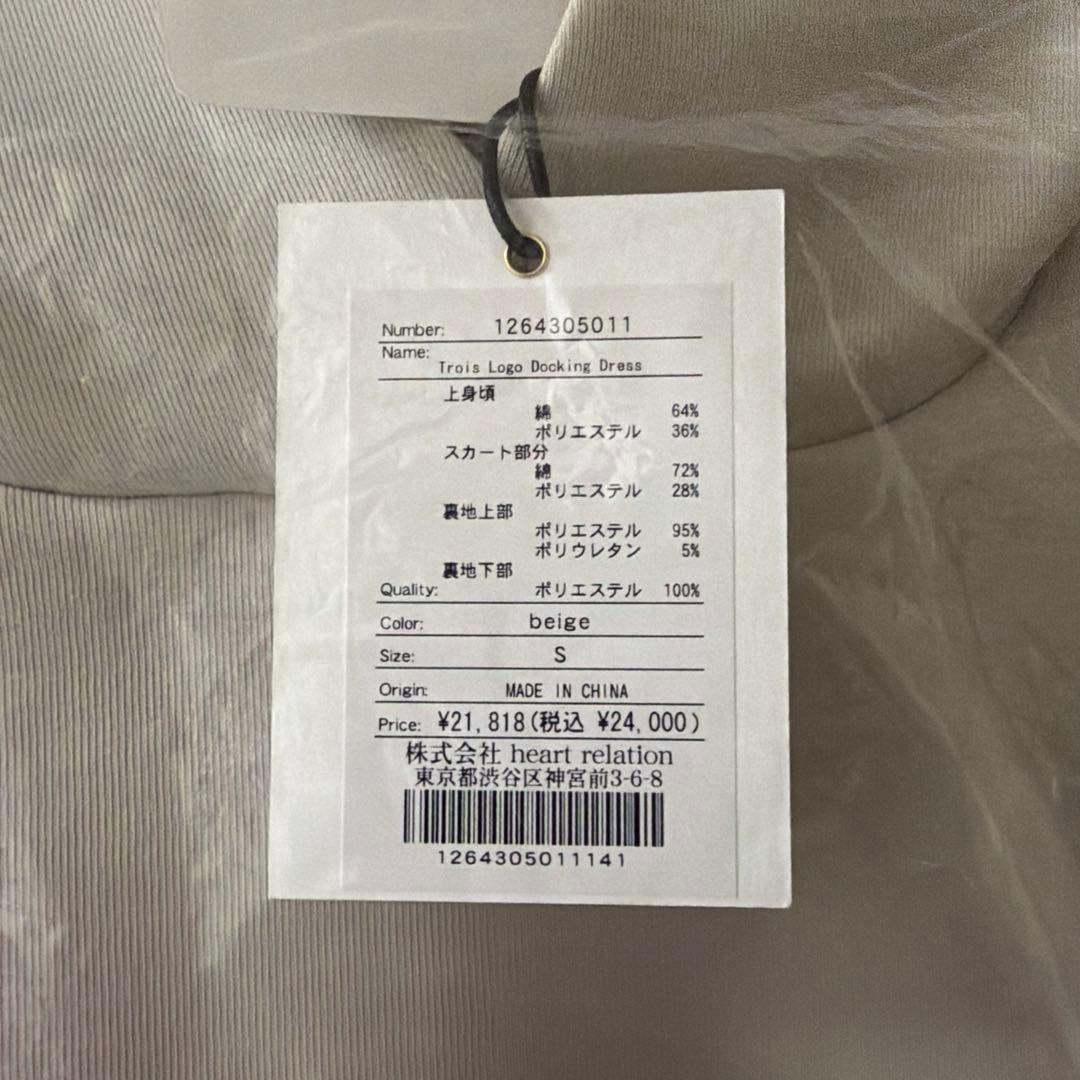 Number: 1264305011
Name:
Trois Logo Docking Dress
上身頃
綿 64%
ポリエステル 36%
スカート部分
綿 72%
ポリエステル 28%
裏地上部
ポリエステル 95%
ポリウレタン 5%
裏地下部
Quality: ポリエステル 100%
Color: beige
Size: S
Origin: MADE IN CHINA
Price: ¥21,818(税込 ¥24,000)
株式会社 heart relation
東京都渋谷区神宮前3-6-8
1264305011141